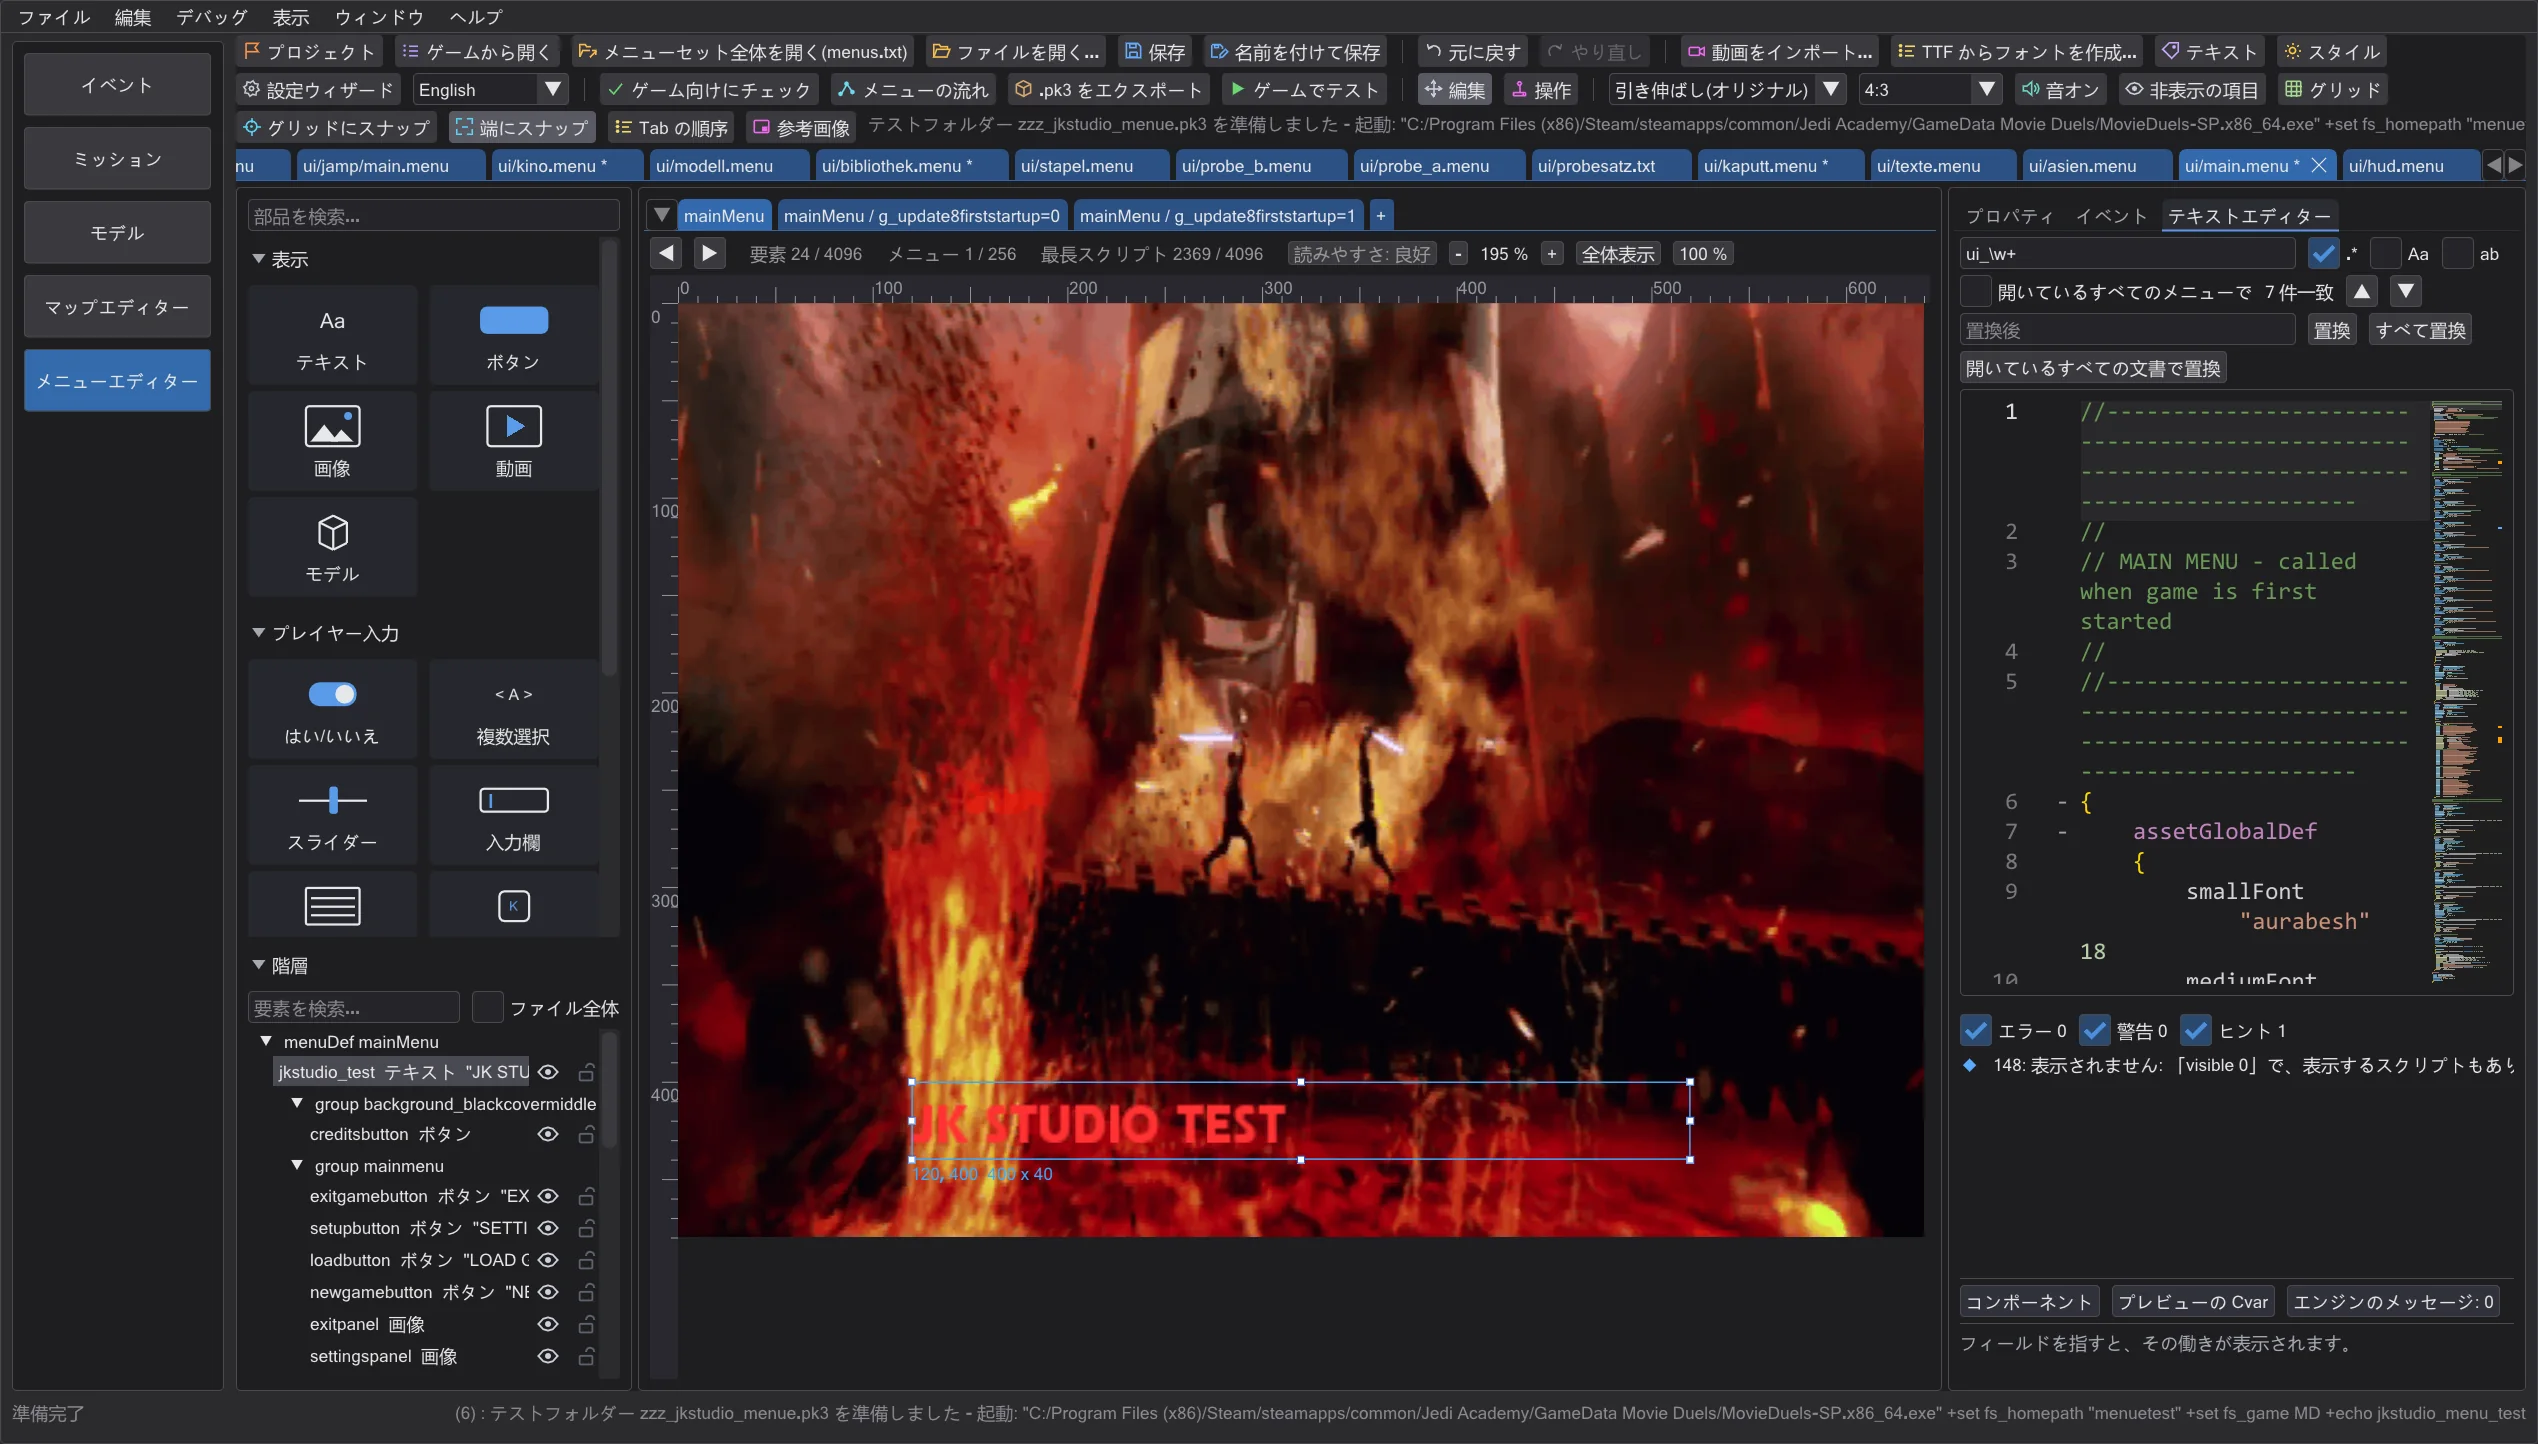 ファイル 編集 デバッグ 表示 ウィンドウ ヘルプ
イベント
ミッション
モデル
マップエディター
メニューエディター
プロジェクト ゲームから開く メニューセット全体を開く(menus.txt) ファイルを開く... 保存 名前を付けて保存 元に戻す やり直し 動画をインポート... TTF からフォントを作成... テキスト スタイル
設定ウィザード English ゲーム向けにチェック メニューの流れ .pk3 をエクスポート ゲームでテスト 編集 操作 引き伸ばし(オリジナル) 4:3 音オン 非表示の項目 グリッド
グリッドにスナップ 端にスナップ Tab の順序 参考画像 テストフォルダー zzz_jkstudio_menue.pk3 を準備しました - 起動: "C:/Program Files (x86)/Steam/steamapps/common/Jedi Academy/GameData Movie Duels/MovieDuels-SP.x86_64.exe" +set fs_homepath "menue
nu ui/jamp/main.menu ui/kino.menu * ui/modell.menu ui/bibliothek.menu * ui/stapel.menu ui/probe_b.menu ui/probe_a.menu ui/probesatz.txt ui/kaputt.menu * ui/texte.menu ui/asien.menu ui/main.menu * ui/hud.menu
部品を検索...
表示
Aa
テキスト ボタン
画像 動画
モデル
プレイヤー入力
< A >
はい/いいえ 複数選択
スライダー 入力欄
K
階層
要素を検索... ファイル全体
menuDef mainMenu
jkstudio_test テキスト "JK STU
group background_blackcovermiddle
creditsbutton ボタン
group mainmenu
exitgamebutton ボタン "EX
setupbutton ボタン "SETTI
loadbutton ボタン "LOAD G
newgamebutton ボタン "NE
exitpanel 画像
settingspanel 画像
mainMenu mainMenu / g_update8firststartup=0 mainMenu / g_update8firststartup=1 +
要素 24 / 4096 メニュー 1 / 256 最長スクリプト 2369 / 4096 読みやすさ: 良好 - 195 % + 全体表示 100 %
0 100 200 300 400 500 600
0
100
200
300
400
JK STUDIO TEST
120, 400 400 x 40
プロパティ イベント テキストエディター
ui_\w+ .* Aa ab
開いているすべてのメニューで 7 件一致
置換後 置換 すべて置換
開いているすべての文書で置換
1 //-----------------------
-------------------------
-------------------------
---------------------
2 //
3 // MAIN MENU - called
when game is first
started
4 //
5 //-----------------------
-------------------------
-------------------------
---------------------
6 - {
7 - assetGlobalDef
8 {
9 smallFont
"aurabesh"
18
10 mediumFont
エラー 0 警告 0 ヒント 1
148: 表示されません: 「visible 0」で、表示するスクリプトもあり
コンポーネント プレビューの Cvar エンジンのメッセージ: 0
フィールドを指すと、その働きが表示されます。
準備完了 (6) : テストフォルダー zzz_jkstudio_menue.pk3 を準備しました - 起動: "C:/Program Files (x86)/Steam/steamapps/common/Jedi Academy/GameData Movie Duels/MovieDuels-SP.x86_64.exe" +set fs_homepath "menuetest" +set fs_game MD +echo jkstudio_menu_test